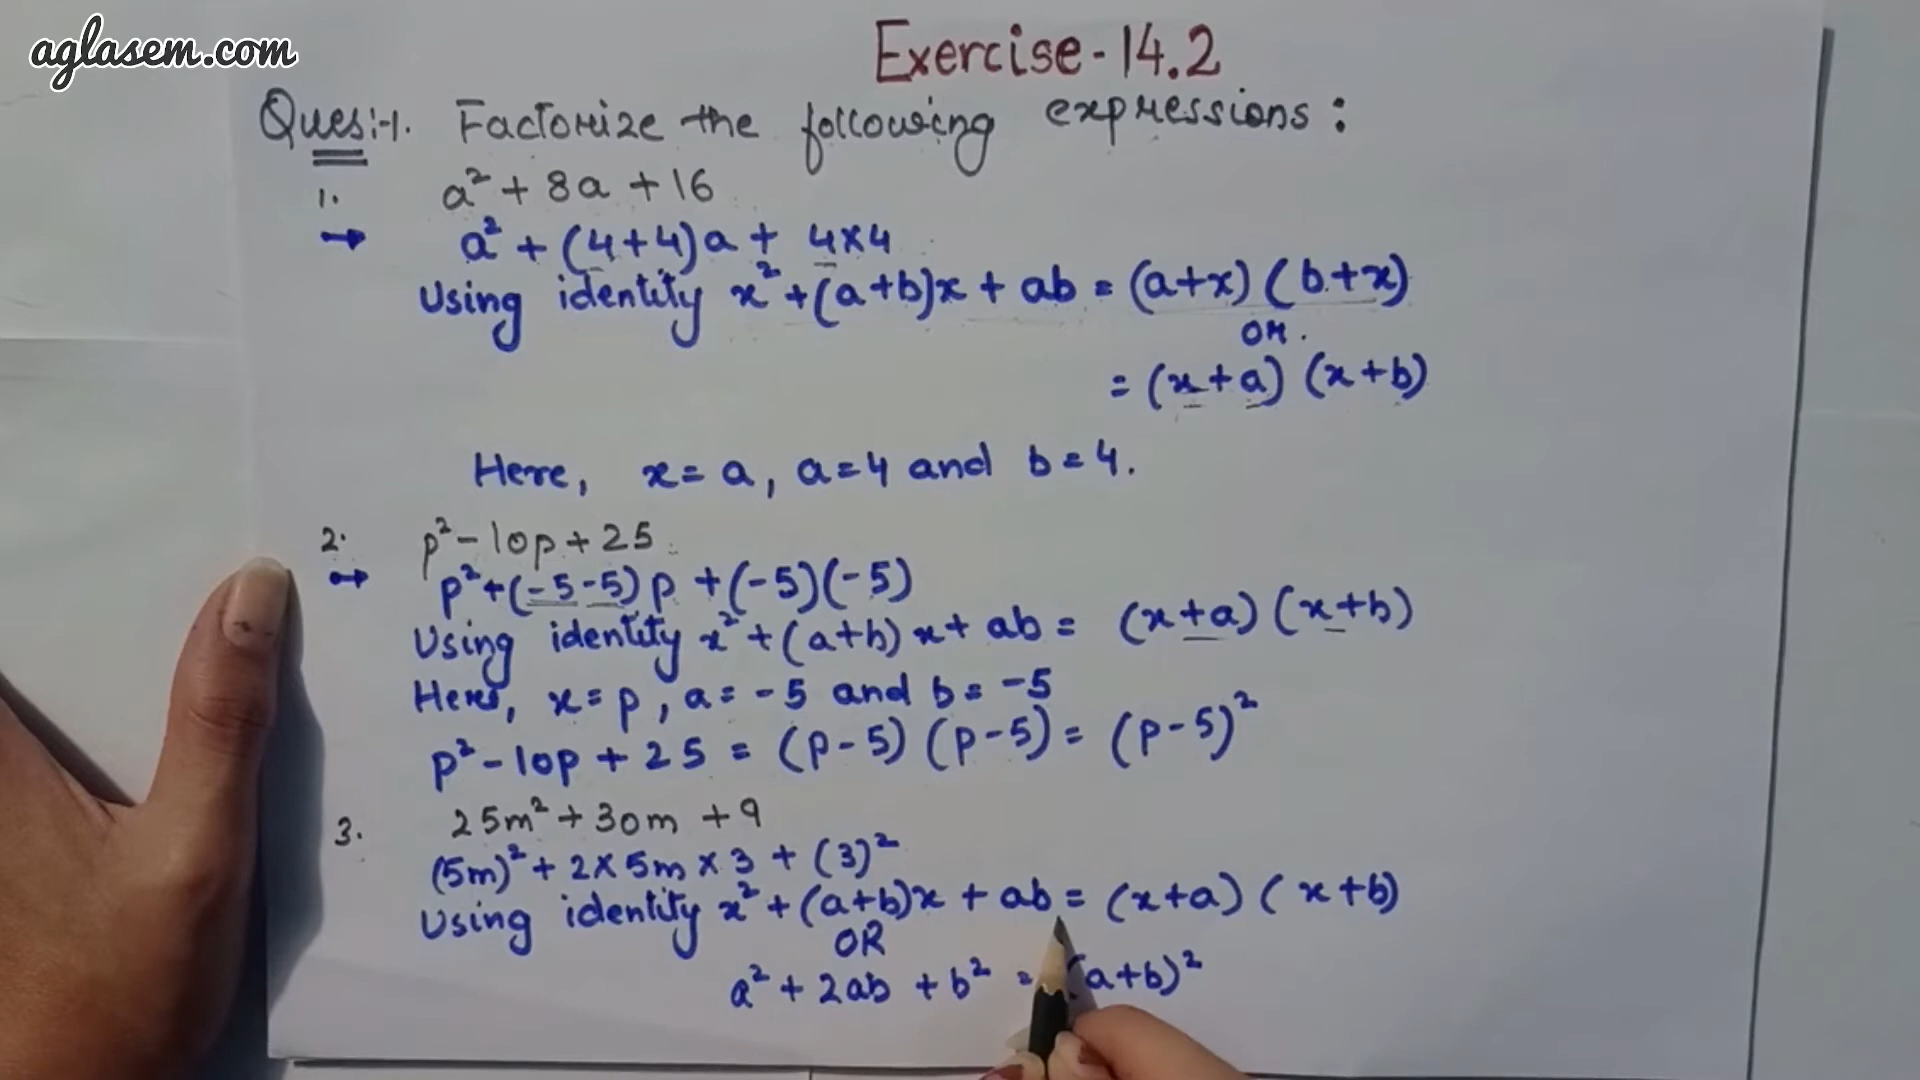 aglasem.com
Exercise-14.2
Ques:-1. Factorize the following expressions:
1. a² + 8a + 16
→ a² + (4+4)a + 4×4
Using identity x² + (a+b)x + ab = (a+x) (b+x)
or.
= (x+a) (x+b)
Here, x = a, a = 4 and b = 4.
2. p² - 10p + 25
→ p² + (-5-5)p + (-5)(-5)
Using identity x² + (a+b)x + ab = (x+a) (x+b)
Here, x = p, a = -5 and b = -5
p² - 10p + 25 = (p-5) (p-5) = (p-5)²
3. 25m² + 30m + 9
(5m)² + 2×5m×3 + (3)²
Using identity x² + (a+b)x + ab = (x+a) (x+b)
OR
a² + 2ab + b² = (a+b)²